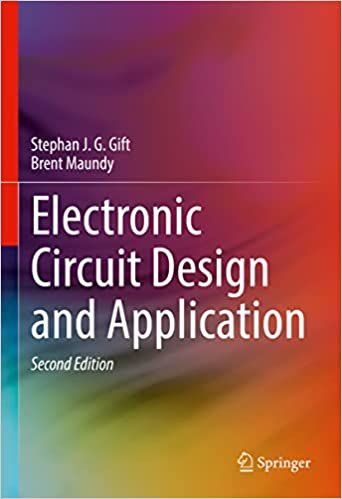 Stephan J. G. Gift
Brent Maundy
Electronic
Circuit Design
and Application
Second Edition
Springer